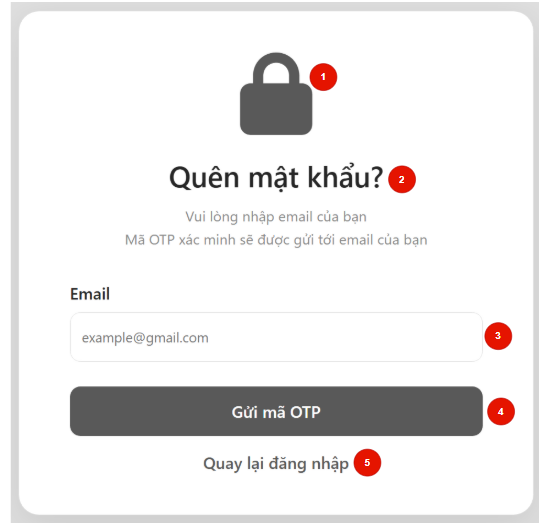 1
Quên mật khẩu? 2
Vui lòng nhập email của bạn
Mã OTP xác minh sẽ được gửi tới email của bạn
Email
example@gmail.com 3
Gửi mã OTP 4
Quay lại đăng nhập 5